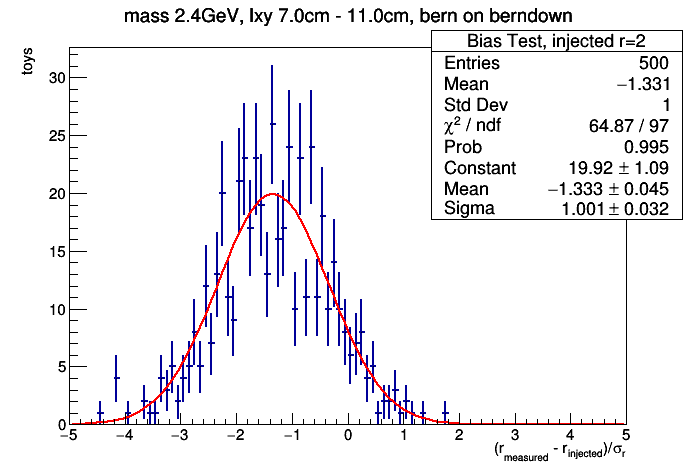 mass 2.4GeV, lxy 7.0cm - 11.0cm, bern on berndown
toys
Bias Test, injected r=2
Entries 500
Mean −1.331
Std Dev 1
χ² / ndf 64.87 / 97
Prob 0.995
Constant 19.92 ± 1.09
Mean −1.333 ± 0.045
Sigma 1.001 ± 0.032
30
25
20
15
10
5
0
−5 −4 −3 −2 −1 0 1 2 3 4 5
(r_measured - r_injected)/σ_r